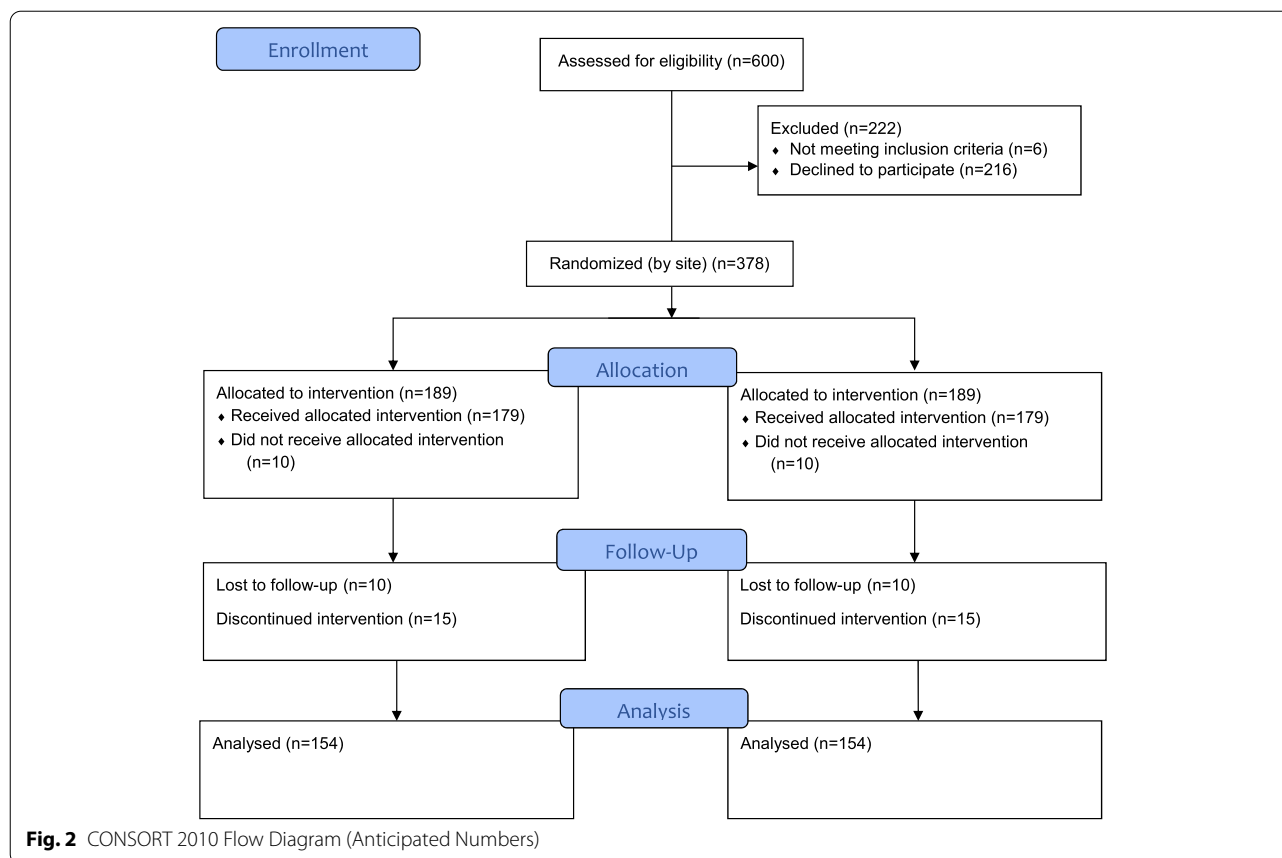 Enrollment
Assessed for eligibility (n=600)
Excluded (n=222)
♦ Not meeting inclusion criteria (n=6)
♦ Declined to participate (n=216)
Randomized (by site) (n=378)
Allocation
Allocated to intervention (n=189)
♦ Received allocated intervention (n=179)
♦ Did not receive allocated intervention
(n=10)
Allocated to intervention (n=189)
♦ Received allocated intervention (n=179)
♦ Did not receive allocated intervention
(n=10)
Follow-Up
Lost to follow-up (n=10)
Discontinued intervention (n=15)
Lost to follow-up (n=10)
Discontinued intervention (n=15)
Analysis
Analysed (n=154)
Analysed (n=154)
Fig. 2 CONSORT 2010 Flow Diagram (Anticipated Numbers)